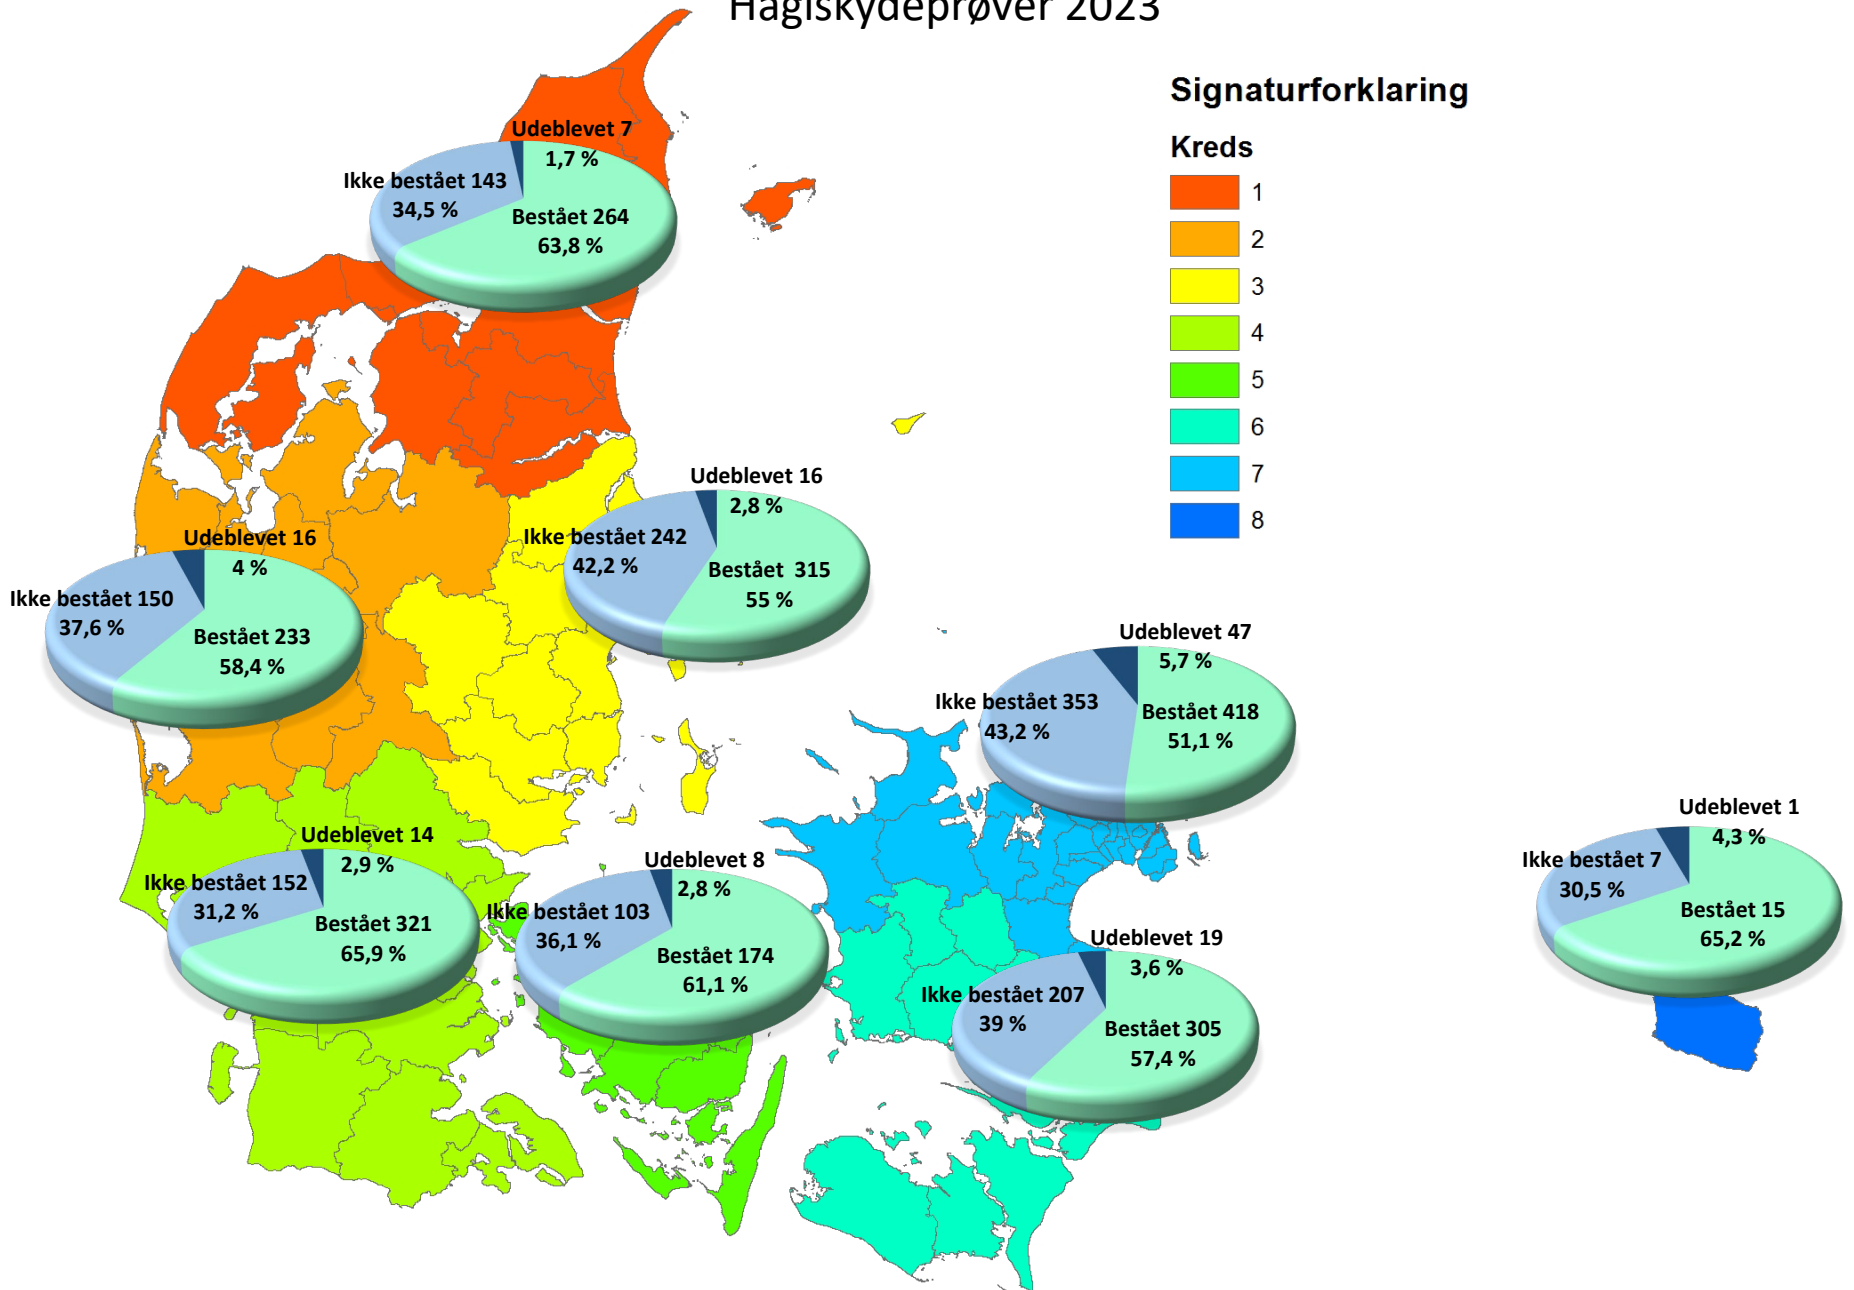 Haglskydeprøver 2023
Signaturforklaring
Kreds
1
2
3
4
5
6
7
8
Udeblevet 7
1,7 %
Ikke bestået 143
34,5 %
Bestået 264
63,8 %
Udeblevet 16
2,8 %
Ikke bestået 242
42,2 %
Bestået  315
55 %
Udeblevet 16
4 %
Ikke bestået 150
37,6 %
Bestået 233
58,4 %
Udeblevet 47
5,7 %
Ikke bestået 353
43,2 %
Bestået 418
51,1 %
Udeblevet 14
2,9 %
Ikke bestået 152
31,2 %
Bestået 321
65,9 %
Udeblevet 8
2,8 %
Ikke bestået 103
36,1 %
Bestået 174
61,1 %
Udeblevet 19
3,6 %
Ikke bestået 207
39 %
Bestået 305
57,4 %
Udeblevet 1
4,3 %
Ikke bestået 7
30,5 %
Bestået 15
65,2 %